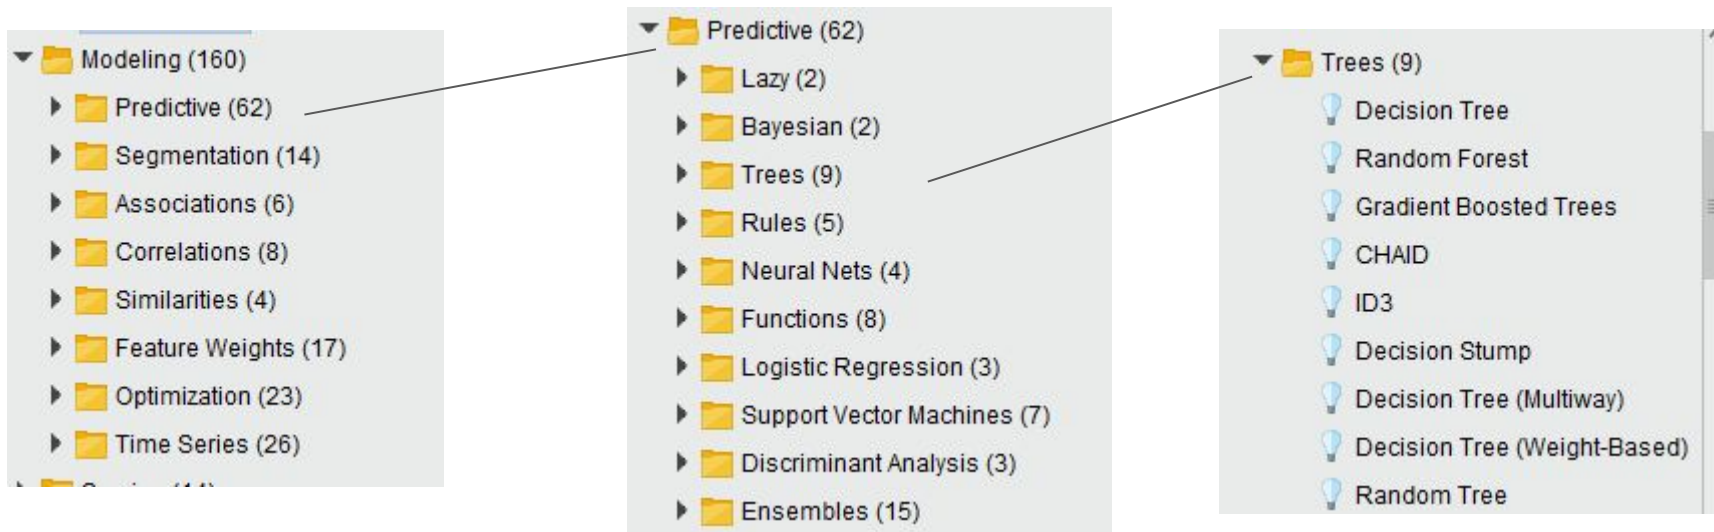 Modeling (160)
Predictive (62)
Segmentation (14)
Associations (6)
Correlations (8)
Similarities (4)
Feature Weights (17)
Optimization (23)
Time Series (26)
Predictive (62)
Lazy (2)
Bayesian (2)
Trees (9)
Rules (5)
Neural Nets (4)
Functions (8)
Logistic Regression (3)
Support Vector Machines (7)
Discriminant Analysis (3)
Ensembles (15)
Trees (9)
Decision Tree
Random Forest
Gradient Boosted Trees
CHAID
ID3
Decision Stump
Decision Tree (Multiway)
Decision Tree (Weight-Based)
Random Tree